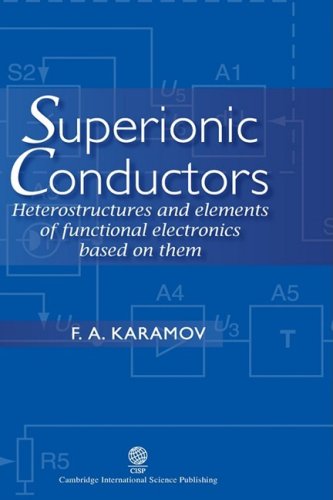 S2
A1
U5
Superionic
Conductors
Heterostructures and elements
of functional electronics
based on them
F. A. KARAMOV
A4
U3
A5
T
R5
CISP
Cambridge International Science Publishing